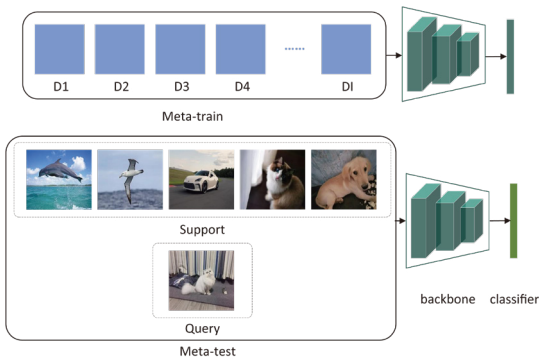 D1 D2 D3 D4 ...... DI
Meta-train
Support
Query
Meta-test
backbone classifier